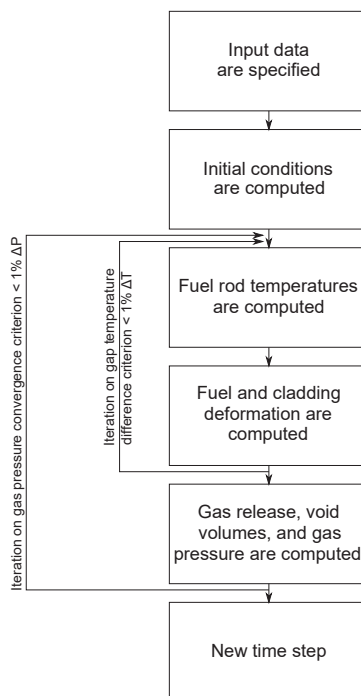 Input data
are specified
Initial conditions
are computed
Iteration on gas pressure convergence criterion < 1% ΔP
Iteration on gap temperature
difference criterion < 1% ΔT
Fuel rod temperatures
are computed
Fuel and cladding
deformation are
computed
Gas release, void
volumes, and gas
pressure are computed
New time step